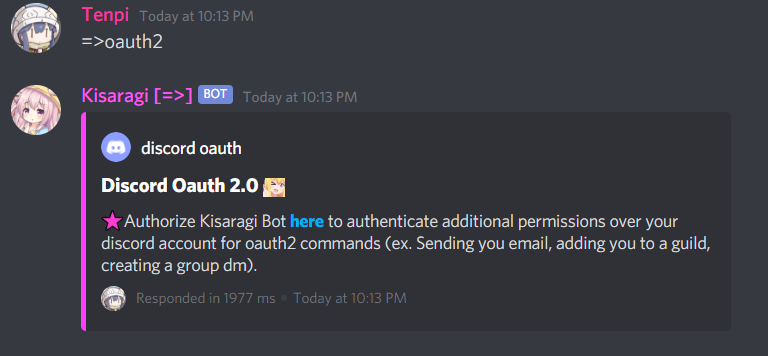 Tenpi Today at 10:13 PM
=>oauth2
Kisaragi [=>] BOT Today at 10:13 PM
discord oauth
Discord Oauth 2.0
Authorize Kisaragi Bot here to authenticate additional permissions over your
discord account for oauth2 commands (ex. Sending you email, adding you to a guild,
creating a group dm).
Responded in 1977 ms • Today at 10:13 PM